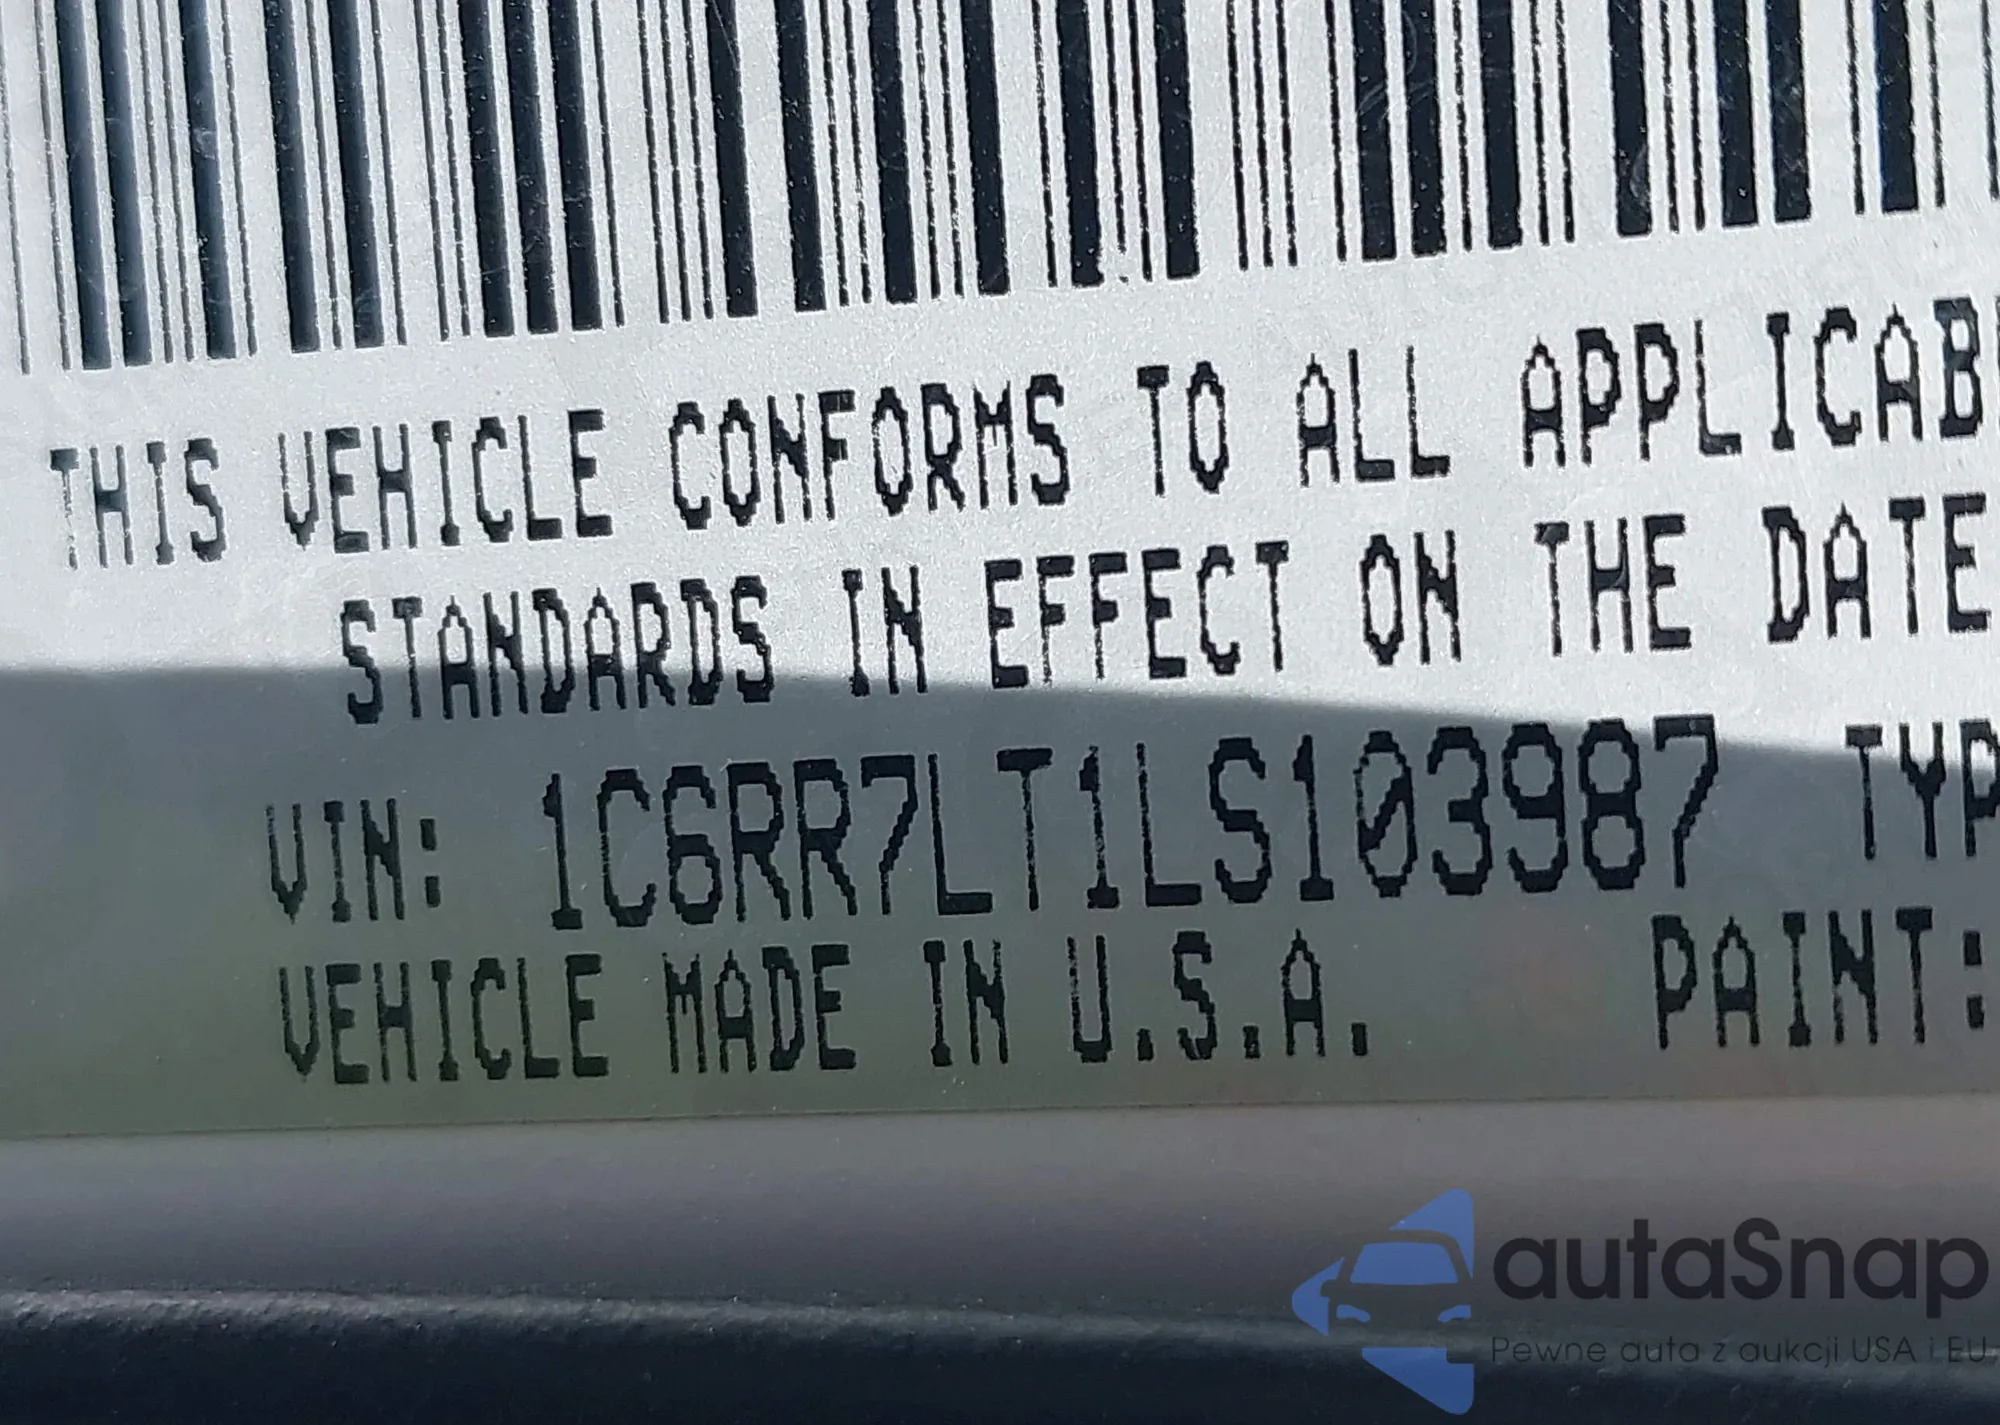 THIS VEHICLE CONFORMS TO ALL APPLICAB
STANDARDS IN EFFECT ON THE DATE
VIN: 1C6RR7LT1LS103987 TYP
VEHICLE MADE IN U.S.A. PAINT:
autaSnap
Pewne auta z aukcji USA i EU